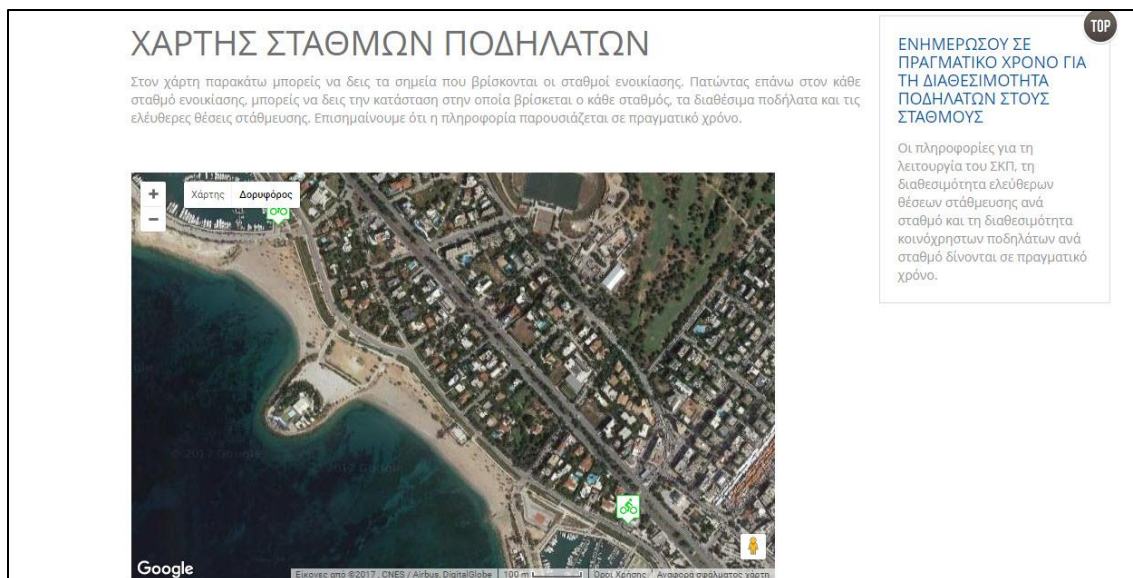 ΧΑΡΤΗΣ ΣΤΑΘΜΩΝ ΠΟΔΗΛΑΤΩΝ
Στον χάρτη παρακάτω μπορείς να δεις τα σημεία που βρίσκονται οι σταθμοί ενοικίασης. Πατώντας επάνω στον κάθε
σταθμό ενοικίασης, μπορείς να δεις την κατάσταση στην οποία βρίσκεται ο κάθε σταθμός, τα διαθέσιμα ποδήλατα και τις
ελέυθερες θέσεις στάθμευσης. Επισημαίνουμε ότι η πληροφορία παρουσιάζεται σε πραγματικό χρόνο.
TOP
ΕΝΗΜΕΡΩΣΟΥ ΣΕ
ΠΡΑΓΜΑΤΙΚΟ ΧΡΟΝΟ ΓΙΑ
ΤΗ ΔΙΑΘΕΣΙΜΟΤΗΤΑ
ΠΟΔΗΛΑΤΩΝ ΣΤΟΥΣ
ΣΤΑΘΜΟΥΣ
Οι πληροφορίες για τη
λειτουργία του ΣΚΠ, τη
διαθεσιμότητα ελεύθερων
θέσεων στάθμευσης ανά
σταθμό και τη διαθεσιμότητα
κοινόχρηστων ποδηλάτων ανά
σταθμό δίνονται σε πραγματικό
χρόνο.
+
−
Χάρτης Δορυφόρος
© 2017 Google
2017 Google
Google
Εικόνες από ©2017 , CNES / Airbus, DigitalGlobe 100 m Όροι Χρήσης Αναφορά σφάλματος χάρτη